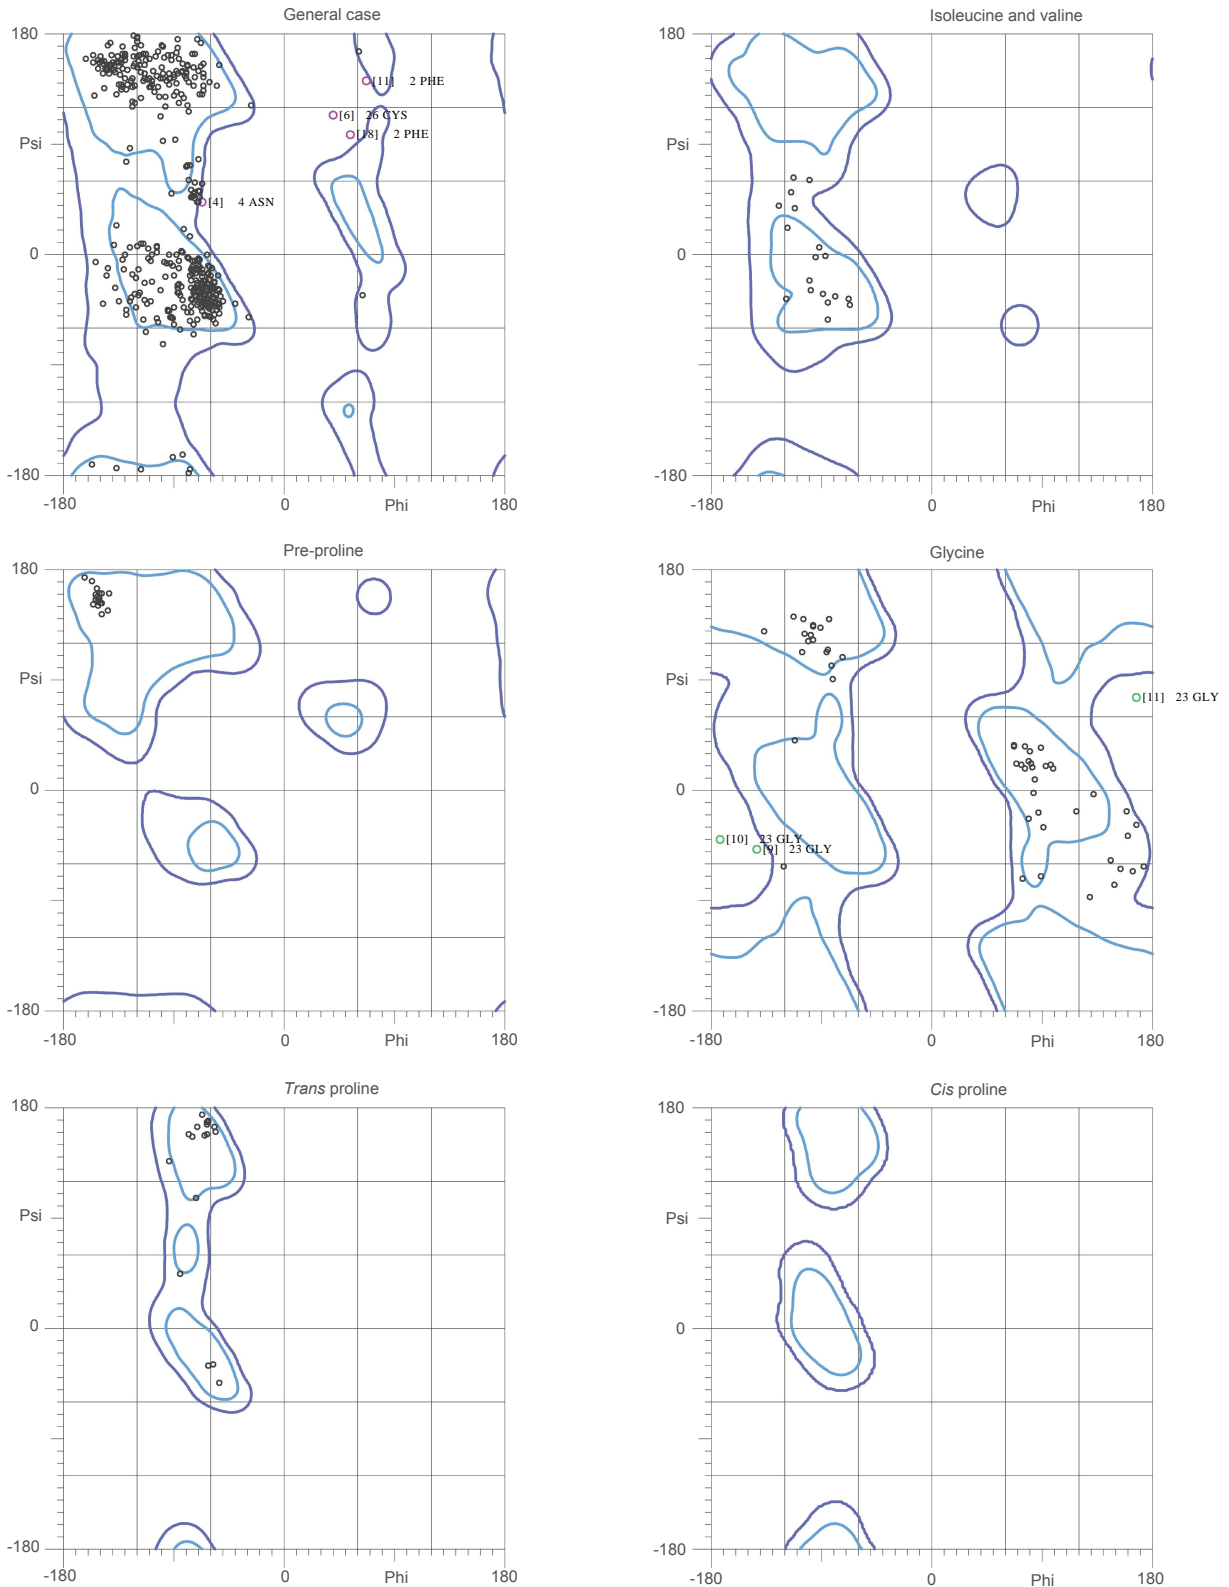 General case
180
[11] 2 PHE
[6] 26 CYS
[18] 2 PHE
Psi
[4] 4 ASN
0
-180
-180 0 Phi 180
Isoleucine and valine
180
Psi
0
-180
-180 0 Phi 180
Pre-proline
180
Psi
0
-180
-180 0 Phi 180
Glycine
180
Psi
[11] 23 GLY
0
[10] 23 GLY
[9] 23 GLY
-180
-180 0 Phi 180
Trans proline
180
Psi
0
-180
-180 0 Phi 180
Cis proline
180
Psi
0
-180
-180 0 Phi 180